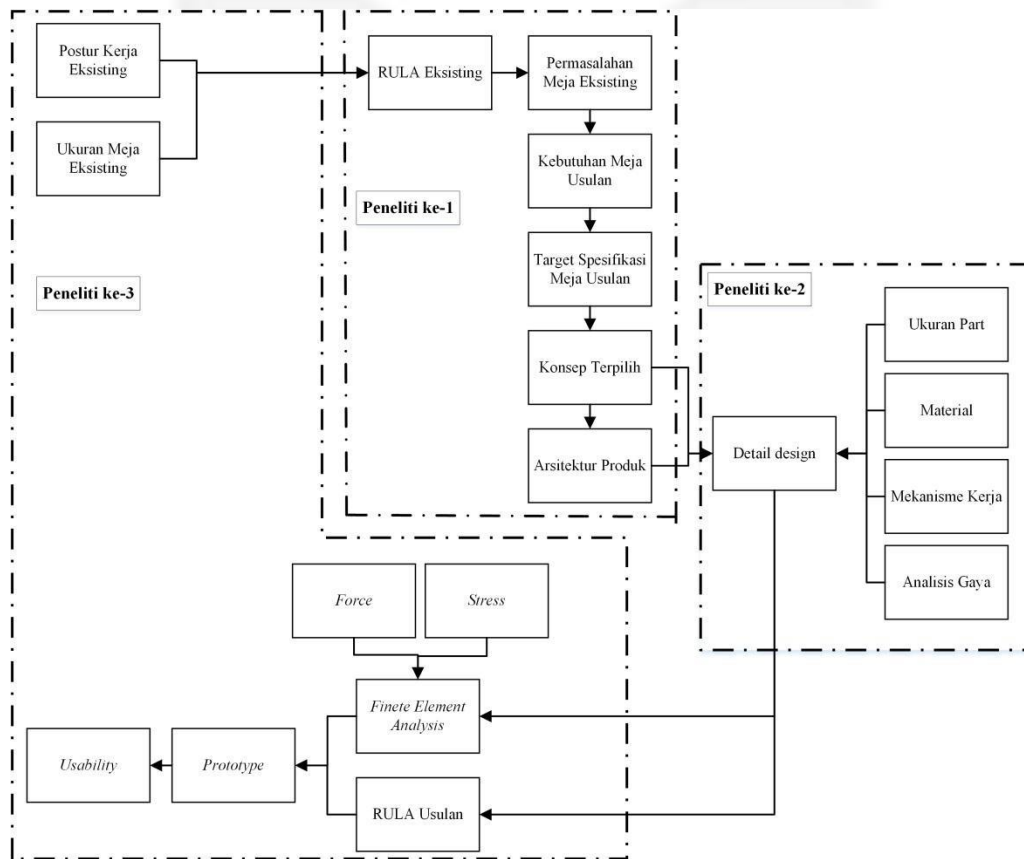 Postur Kerja
Eksisting
Ukuran Meja
Eksisting
Peneliti ke-3
RULA Eksisting
Permasalahan
Meja Eksisting
Kebutuhan Meja
Usulan
Peneliti ke-1
Target Spesifikasi
Meja Usulan
Konsep Terpilih
Arsitektur Produk
Peneliti ke-2
Ukuran Part
Material
Detail design
Mekanisme Kerja
Analisis Gaya
Force
Stress
Finete Element
Analysis
Usability
Prototype
RULA Usulan